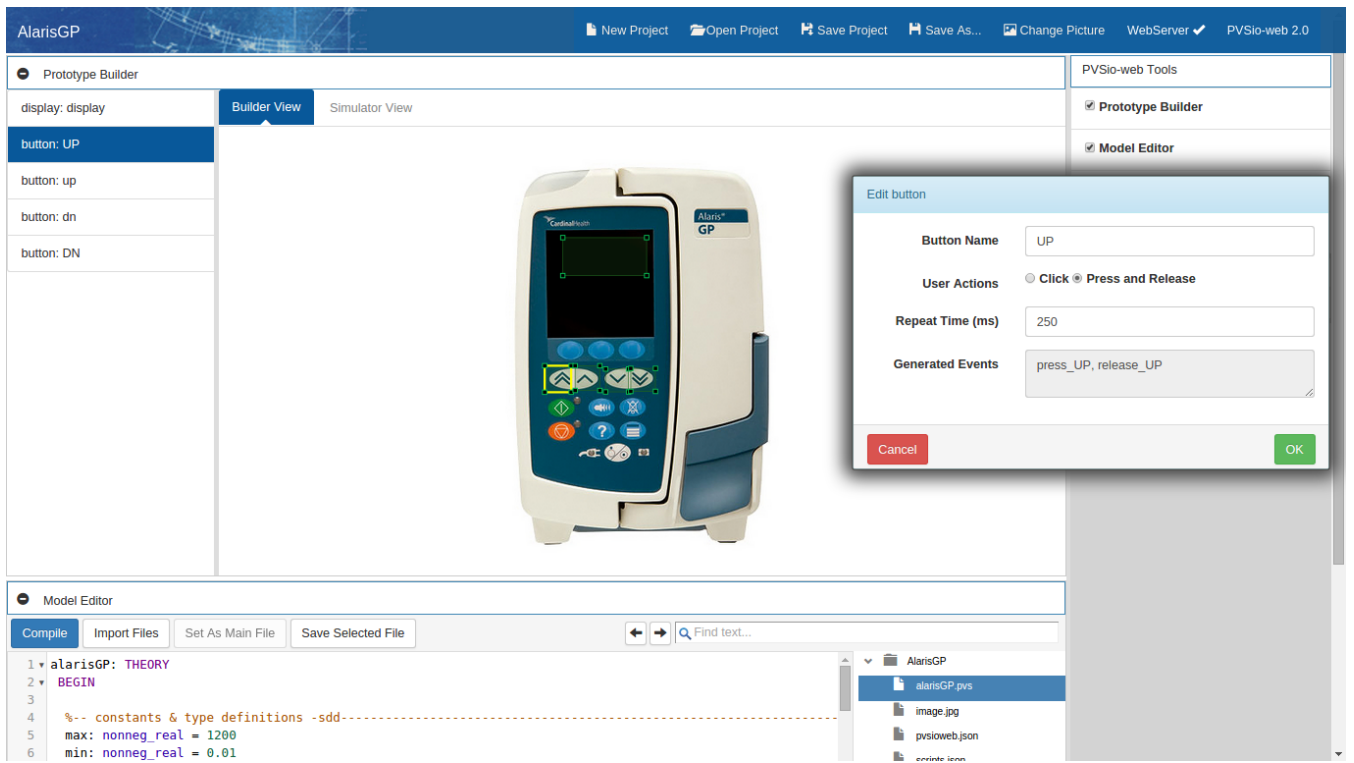 AlarisGP New Project Open Project Save Project Save As... Change Picture WebServer PVSio-web 2.0
Prototype Builder
PVSio-web Tools
display: display
Builder View Simulator View
Prototype Builder
button: UP
Model Editor
button: up
button: dn
button: DN
CardinalHealth
Alaris®
GP
?
Edit button
Button Name UP
User Actions Click Press and Release
Repeat Time (ms) 250
Generated Events press_UP, release_UP
Cancel OK
Model Editor
Compile Import Files Set As Main File Save Selected File Find text...
1 alarisGP: THEORY
2 BEGIN
3
4 %-- constants & type definitions -sdd-------------------------------------------------------------------
5 max: nonneg_real = 1200
6 min: nonneg_real = 0.01
AlarisGP
alarisGP.pvs
image.jpg
pvsioweb.json
scripts.json